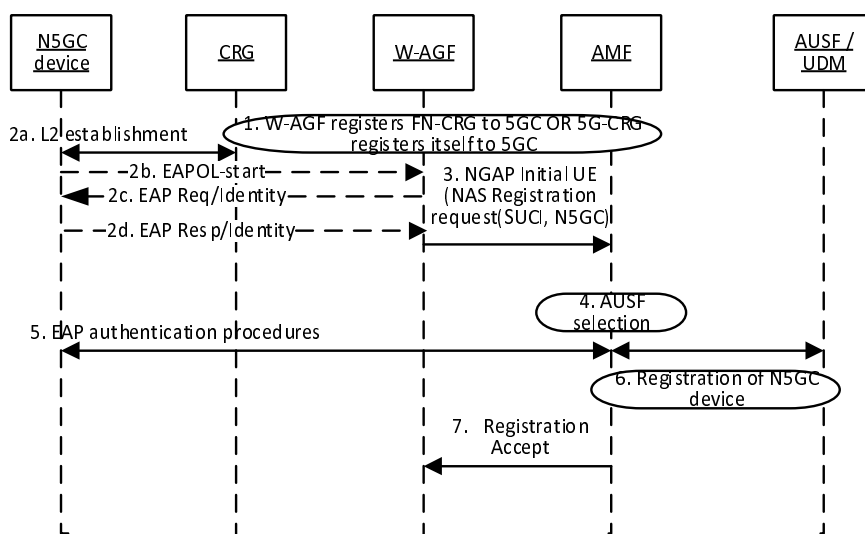 N5GC
device
CRG
W-AGF
AMF
AUSF /
UDM
1. W-AGF registers FN-CRG to 5GC OR 5G-CRG
registers itself to 5GC
2a. L2 establishment
2b. EAPOL-start
2c. EAP Req/Identity
2d. EAP Resp/Identity
3. NGAP Initial UE
(NAS Registration
request(SUCI, N5GC)
4. AUSF
selection
5. EAP authentication procedures
6. Registration of N5GC
device
7. Registration
Accept